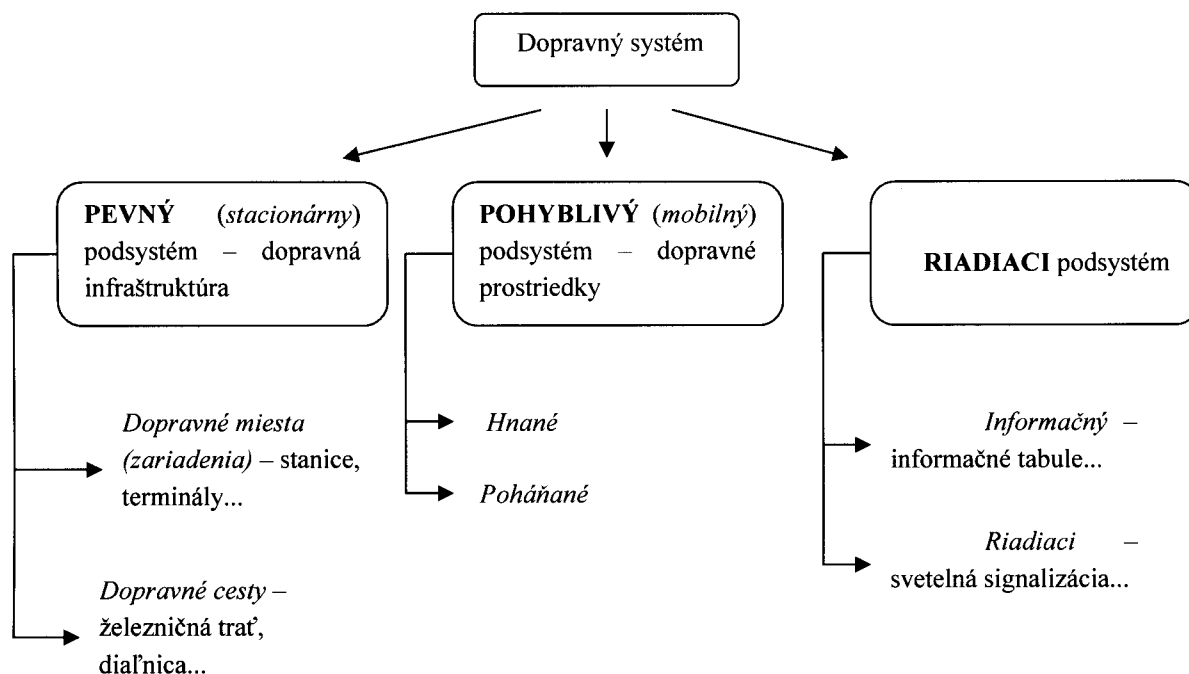 Dopravný systém
PEVNÝ (stacionárny)
podsystém – dopravná
infraštruktúra
POHYBLIVÝ (mobilný)
podsystém – dopravné
prostriedky
RIADIACI podsystém
Dopravné miesta
(zariadenia) – stanice,
terminály...
Dopravné cesty –
železničná trať,
diaľnica...
Hnané
Poháňané
Informačný –
informačné tabule...
Riadiaci –
svetelná signalizácia...